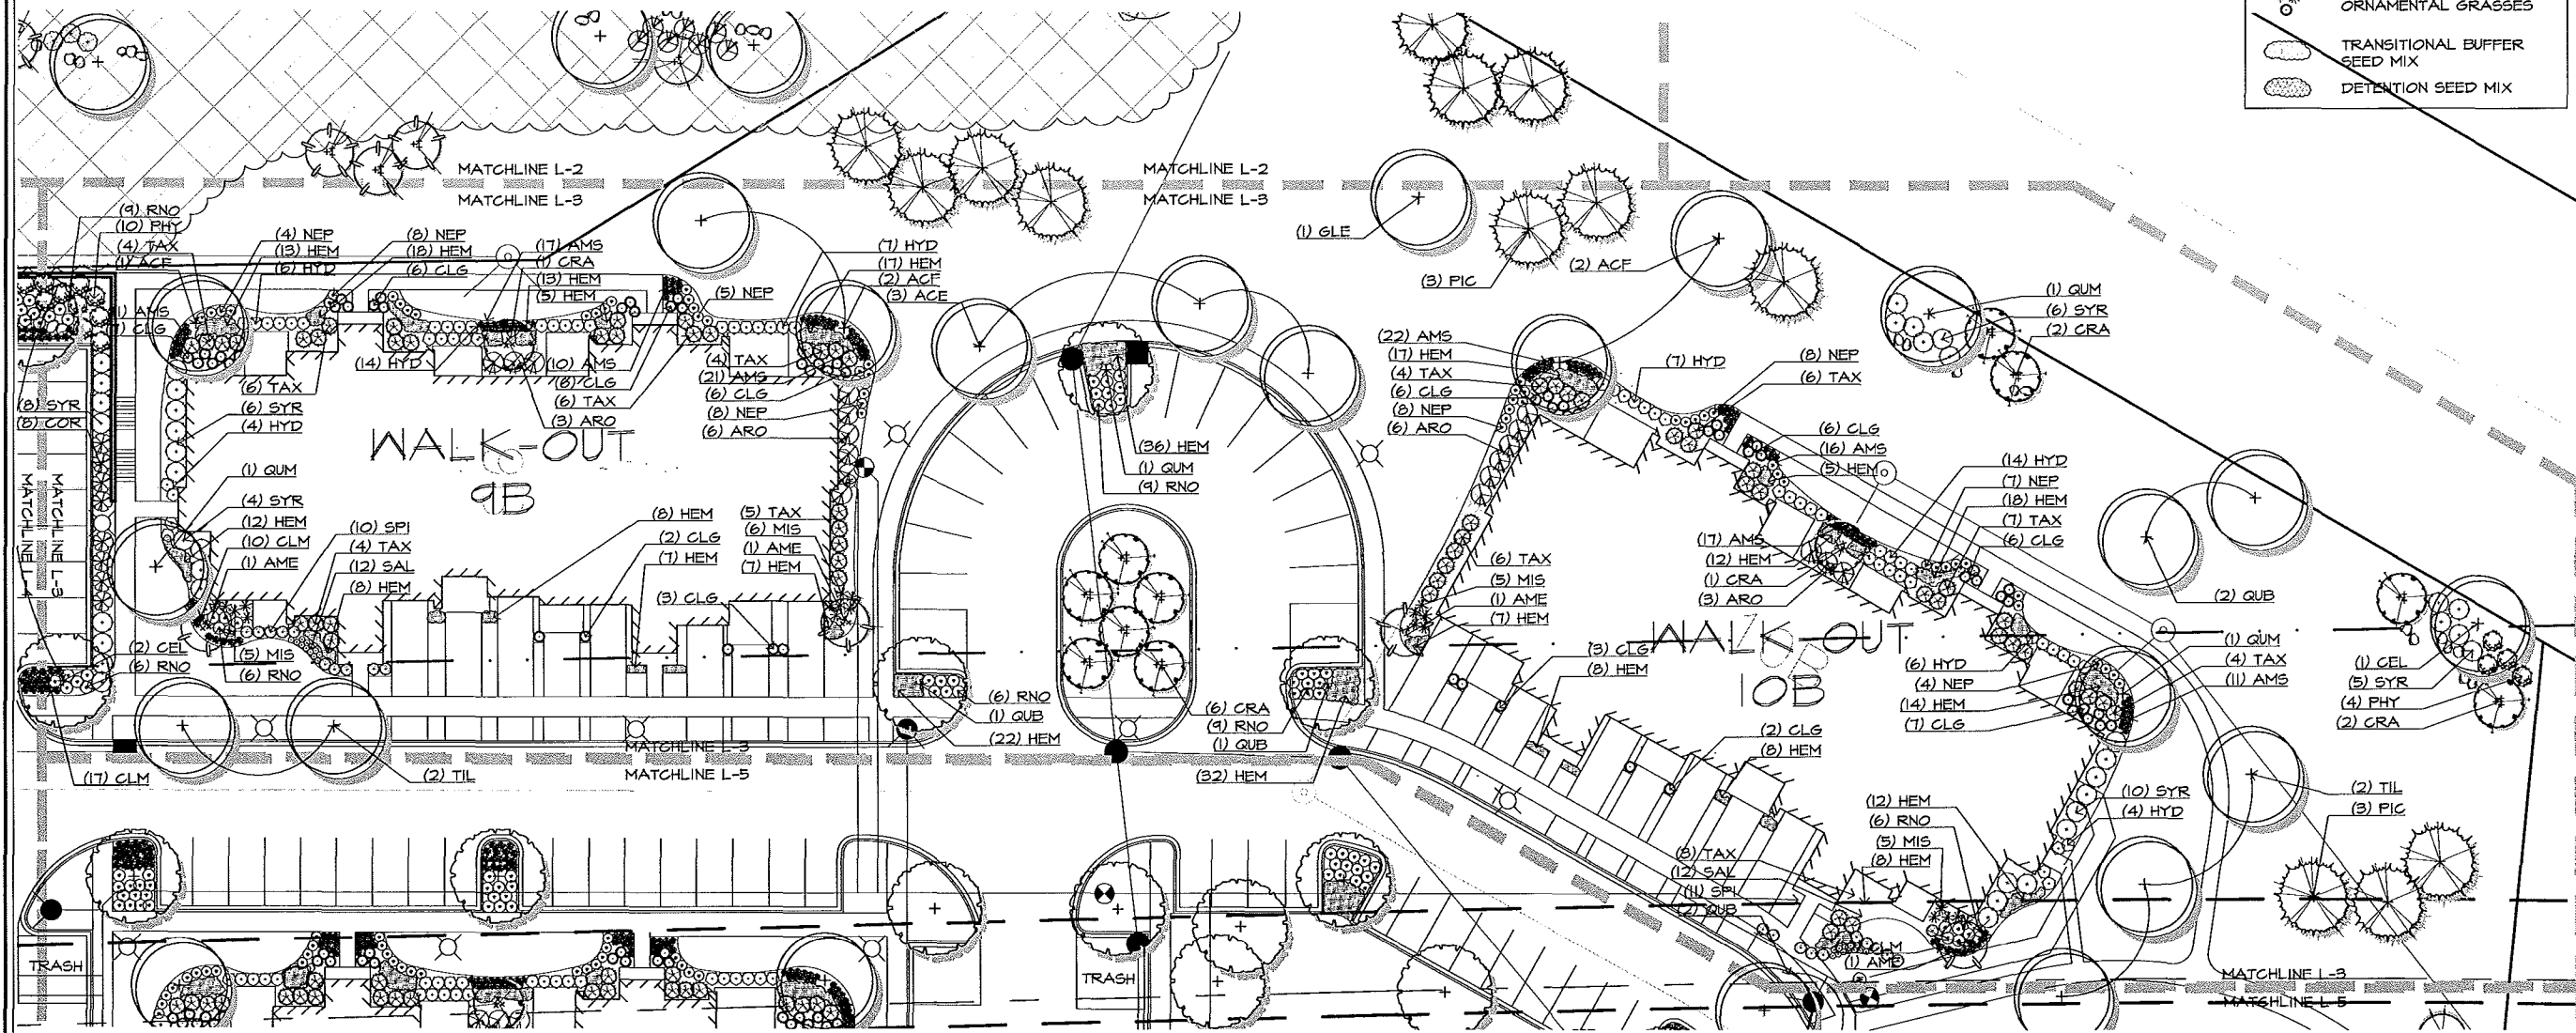 ORNAMENTAL GRASSES
TRANSITIONAL BUFFER
SEED MIX
DETENTION SEED MIX
MATCHLINE L-2
MATCHLINE L-3
MATCHLINE L-2
MATCHLINE L-3
(9) RNO
(10) PHY
(4) TAX
(1) ACF
(4) NEP
(13) HEM
(6) HYD
(8) NEP
(18) HEM
(6) CLG
(17) AMS
(1) CRA
(13) HEM
(5) HEM
(5) NEP
(7) HYD
(17) HEM
(2) ACF
(3) ACE
(1) GLE
(3) PIC
(2) ACF
(1) QUM
(6) SYR
(2) CRA
AMS
CLG
(14) HYD
(10) AMS
(6) CLG
(6) TAX
(3) ARO
(4) TAX
(21) AMS
(6) CLG
(8) NEP
(6) ARO
(6) TAX
(6) SYR
(4) HYD
(8) SYR
(8) COR
WALK-OUT
9B
(36) HEM
(1) QUM
(9) RNO
(22) AMS
(17) HEM
(4) TAX
(6) CLG
(8) NEP
(6) ARO
(7) HYD
(8) NEP
(6) TAX
(6) CLG
(16) AMS
(5) HEM
(14) HYD
(7) NEP
(18) HEM
(7) TAX
(6) CLG
MATCHLINE L-3
(1) QUM
(4) SYR
(12) HEM
(10) CLM
(1) AME
(10) SPI
(4) TAX
(12) SAL
(8) HEM
(8) HEM
(2) CLG
(7) HEM
(3) CLG
(5) TAX
(6) MIS
(1) AME
(7) HEM
(6) TAX
(5) MIS
(1) AME
(7) HEM
(17) AMS
(12) HEM
(1) CRA
(3) ARO
(2) QUB
(2) CEL
(6) RNO
(5) MIS
(6) RNO
(6) RNO
(1) QUB
(22) HEM
(6) CRA
(9) RNO
(1) QUB
(32) HEM
(3) CLG
(8) HEM
WALK-OUT
10B
(6) HYD
(4) NEP
(14) HEM
(7) CLG
(1) QUM
(4) TAX
(11) AMS
(1) CEL
(5) SYR
(4) PHY
(2) CRA
(2) CLG
(8) HEM
MATCHLINE L-3
MATCHLINE L-5
(17) CLM
(2) TIL
(10) SYR
(4) HYD
(2) TIL
(3) PIC
(12) HEM
(6) RNO
(5) MIS
(8) HEM
(8) TAX
(12) SAL
(11) SPI
(2) QUB
CLM
(1) AME
TRASH
TRASH
MATCHLINE L-3
MATCHLINE L-5